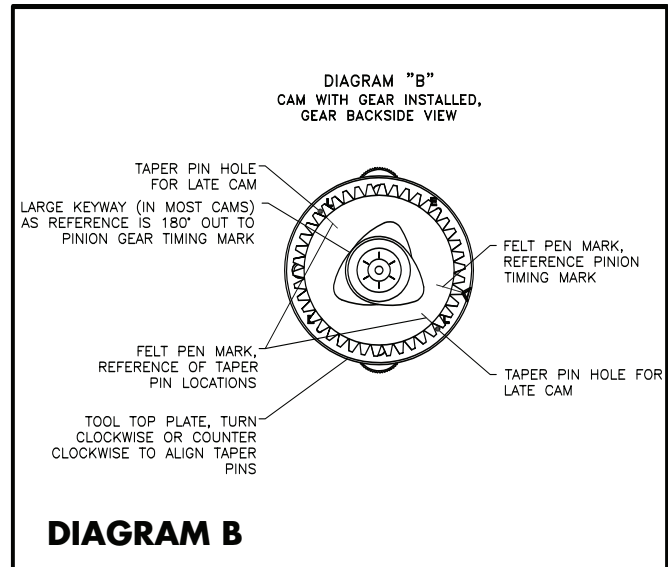 DIAGRAM "B"
CAM WITH GEAR INSTALLED,
GEAR BACKSIDE VIEW
TAPER PIN HOLE
FOR LATE CAM
LARGE KEYWAY (IN MOST CAMS)
AS REFERENCE IS 180° OUT TO
PINION GEAR TIMING MARK
FELT PEN MARK,
REFERENCE PINION
TIMING MARK
FELT PEN MARK,
REFERENCE OF TAPER
PIN LOCATIONS
TAPER PIN HOLE FOR
LATE CAM
TOOL TOP PLATE, TURN
CLOCKWISE OR COUNTER
CLOCKWISE TO ALIGN TAPER
PINS
DIAGRAM B